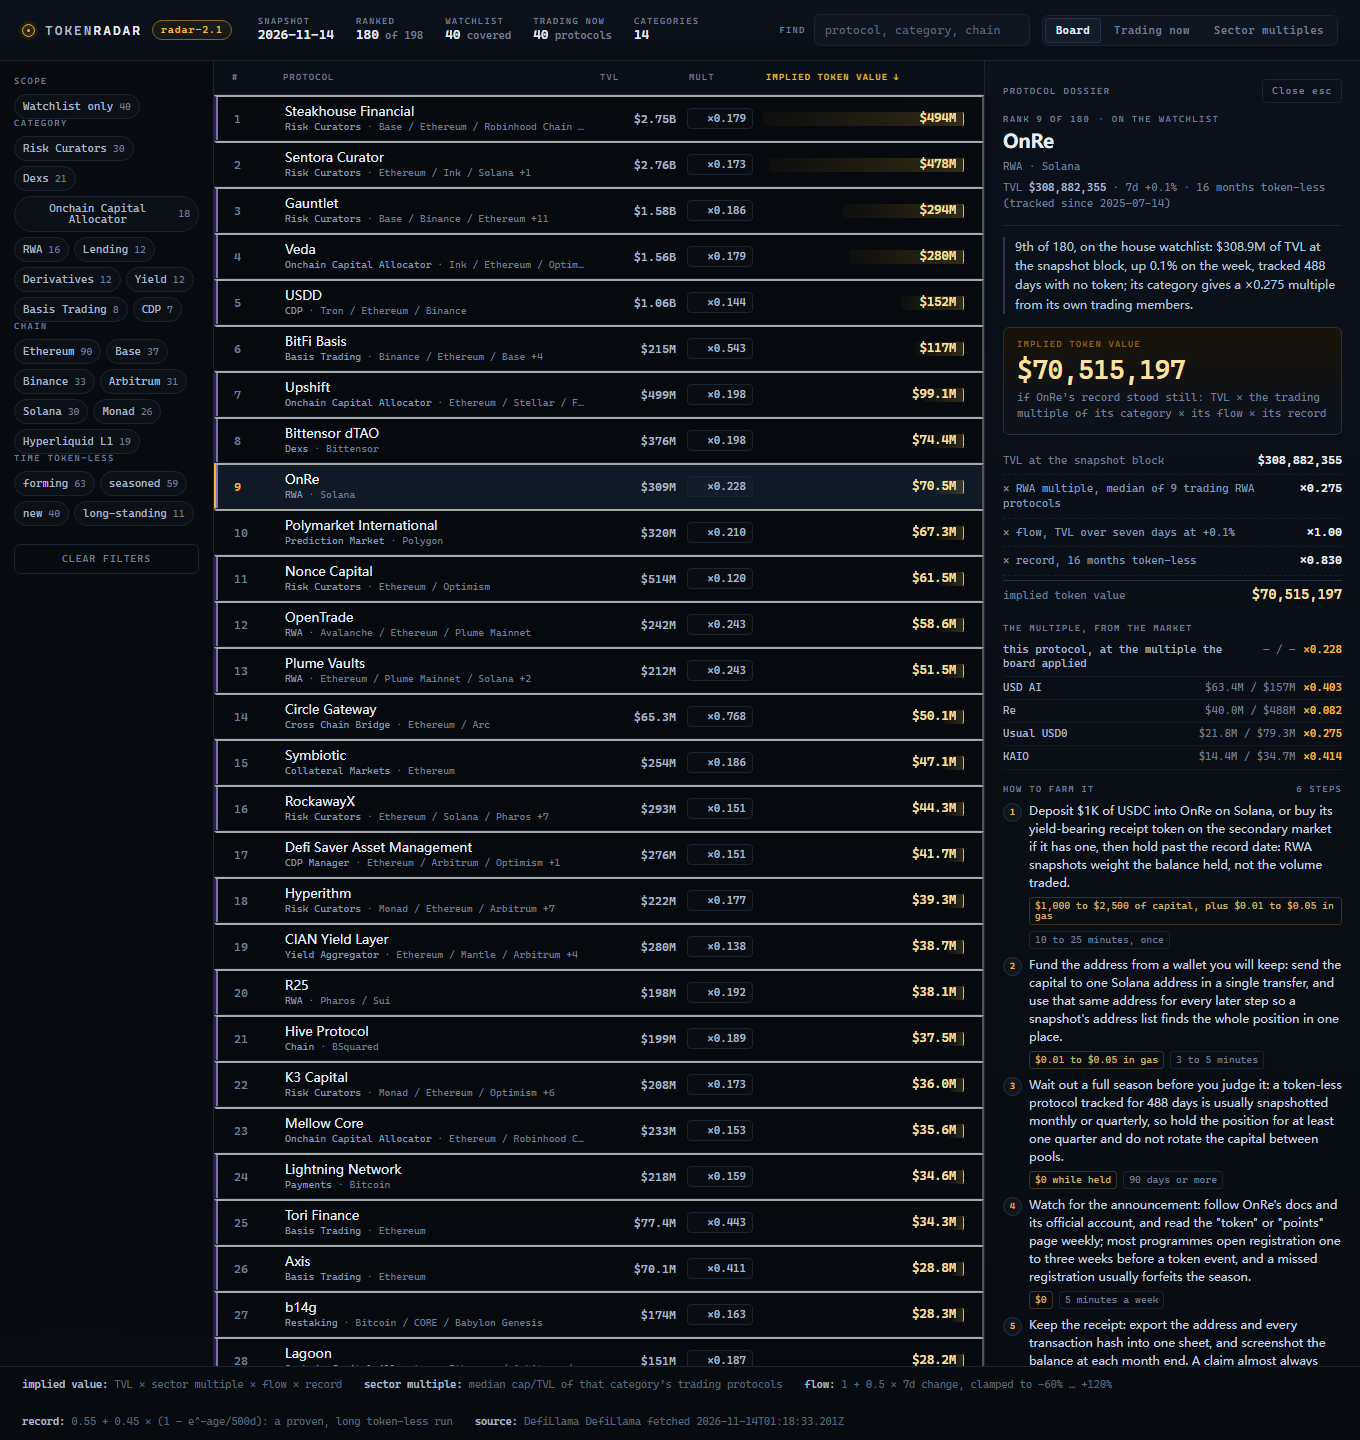 TOKENRADAR radar-2.1
SNAPSHOT 2026-11-14
RANKED 180 of 198
WATCHLIST 40 covered
TRADING NOW 40 protocols
CATEGORIES 14
FIND protocol, category, chain
Board Trading now Sector multiples
SCOPE
Watchlist only 40
CATEGORY
Risk Curators 30
Dexs 21
Onchain Capital Allocator 18
RWA 16 Lending 12
Derivatives 12 Yield 12
Basis Trading 8 CDP 7
CHAIN
Ethereum 90 Base 37
Binance 33 Arbitrum 31
Solana 30 Monad 26
Hyperliquid L1 19
TIME TOKEN-LESS
forming 63 seasoned 59
new 40 long-standing 11
CLEAR FILTERS
# PROTOCOL TVL MULT IMPLIED TOKEN VALUE ↓
1 Steakhouse Financial $2.75B ×0.179 $494M
Risk Curators · Base / Ethereum / Robinhood Chain …
2 Sentora Curator $2.76B ×0.173 $478M
Risk Curators · Ethereum / Ink / Solana +1
3 Gauntlet $1.58B ×0.186 $294M
Risk Curators · Base / Binance / Ethereum +11
4 Veda $1.56B ×0.179 $280M
Onchain Capital Allocator · Ink / Ethereum / Optim…
5 USDD $1.06B ×0.144 $152M
CDP · Tron / Ethereum / Binance
6 BitFi Basis $215M ×0.543 $117M
Basis Trading · Binance / Ethereum / Base +4
7 Upshift $499M ×0.198 $99.1M
Onchain Capital Allocator · Ethereum / Stellar / F…
8 Bittensor dTAO $376M ×0.198 $74.4M
Dexs · Bittensor
9 OnRe $309M ×0.228 $70.5M
RWA · Solana
10 Polymarket International $320M ×0.210 $67.3M
Prediction Market · Polygon
11 Nonce Capital $514M ×0.120 $61.5M
Risk Curators · Ethereum / Optimism
12 OpenTrade $242M ×0.243 $58.6M
RWA · Avalanche / Ethereum / Plume Mainnet
13 Plume Vaults $212M ×0.243 $51.5M
RWA · Ethereum / Plume Mainnet / Solana +2
14 Circle Gateway $65.3M ×0.768 $50.1M
Cross Chain Bridge · Ethereum / Arc
15 Symbiotic $254M ×0.186 $47.1M
Collateral Markets · Ethereum
16 RockawayX $293M ×0.151 $44.3M
Risk Curators · Ethereum / Solana / Pharos +7
17 Defi Saver Asset Management $276M ×0.151 $41.7M
CDP Manager · Ethereum / Arbitrum / Optimism +1
18 Hyperithm $222M ×0.177 $39.3M
Risk Curators · Monad / Ethereum / Arbitrum +7
19 CIAN Yield Layer $280M ×0.138 $38.7M
Yield Aggregator · Ethereum / Mantle / Arbitrum +4
20 R25 $198M ×0.192 $38.1M
RWA · Pharos / Sui
21 Hive Protocol $199M ×0.189 $37.5M
Chain · BSquared
22 K3 Capital $208M ×0.173 $36.0M
Risk Curators · Monad / Ethereum / Optimism +6
23 Mellow Core $233M ×0.153 $35.6M
Onchain Capital Allocator · Ethereum / Robinhood C…
24 Lightning Network $218M ×0.159 $34.6M
Payments · Bitcoin
25 Tori Finance $77.4M ×0.443 $34.3M
Basis Trading · Ethereum
26 Axis $70.1M ×0.411 $28.8M
Basis Trading · Ethereum
27 b14g $174M ×0.163 $28.3M
Restaking · Bitcoin / CORE / Babylon Genesis
28 Lagoon $151M ×0.187 $28.2M
PROTOCOL DOSSIER Close esc
RANK 9 OF 180 · ON THE WATCHLIST
OnRe
RWA · Solana
TVL $308,882,355 · 7d +0.1% · 16 months token-less
(tracked since 2025-07-14)
9th of 180, on the house watchlist: $308.9M of TVL at
the snapshot block, up 0.1% on the week, tracked 488
days with no token; its category gives a ×0.275 multiple
from its own trading members.
IMPLIED TOKEN VALUE
$70,515,197
if OnRe's record stood still: TVL × the trading
multiple of its category × its flow × its record
TVL at the snapshot block $308,882,355
× RWA multiple, median of 9 trading RWA ×0.275
protocols
× flow, TVL over seven days at +0.1% ×1.00
× record, 16 months token-less ×0.830
implied token value $70,515,197
THE MULTIPLE, FROM THE MARKET
this protocol, at the multiple the — / — ×0.228
board applied
USD AI $63.4M / $157M ×0.403
Re $40.0M / $488M ×0.082
Usual USD0 $21.8M / $79.3M ×0.275
KAIO $14.4M / $34.7M ×0.414
HOW TO FARM IT 6 STEPS
1 Deposit $1K of USDC into OnRe on Solana, or buy its
yield-bearing receipt token on the secondary market
if it has one, then hold past the record date: RWA
snapshots weight the balance held, not the volume
traded.
$1,000 to $2,500 of capital, plus $0.01 to $0.05 in
gas
10 to 25 minutes, once
2 Fund the address from a wallet you will keep: send the
capital to one Solana address in a single transfer, and
use that same address for every later step so a
snapshot's address list finds the whole position in one
place.
$0.01 to $0.05 in gas 3 to 5 minutes
3 Wait out a full season before you judge it: a token-less
protocol tracked for 488 days is usually snapshotted
monthly or quarterly, so hold the position for at least
one quarter and do not rotate the capital between
pools.
$0 while held 90 days or more
4 Watch for the announcement: follow OnRe's docs and
its official account, and read the "token" or "points"
page weekly; most programmes open registration one
to three weeks before a token event, and a missed
registration usually forfeits the season.
$0 5 minutes a week
5 Keep the receipt: export the address and every
transaction hash into one sheet, and screenshot the
balance at each month end. A claim almost always
implied value: TVL × sector multiple × flow × record sector multiple: median cap/TVL of that category's trading protocols flow: 1 + 0.5 × 7d change, clamped to −60% … +120%
record: 0.55 + 0.45 × (1 − e^-age/500d): a proven, long token-less run source: DefiLlama DefiLlama fetched 2026-11-14T01:18:33.201Z